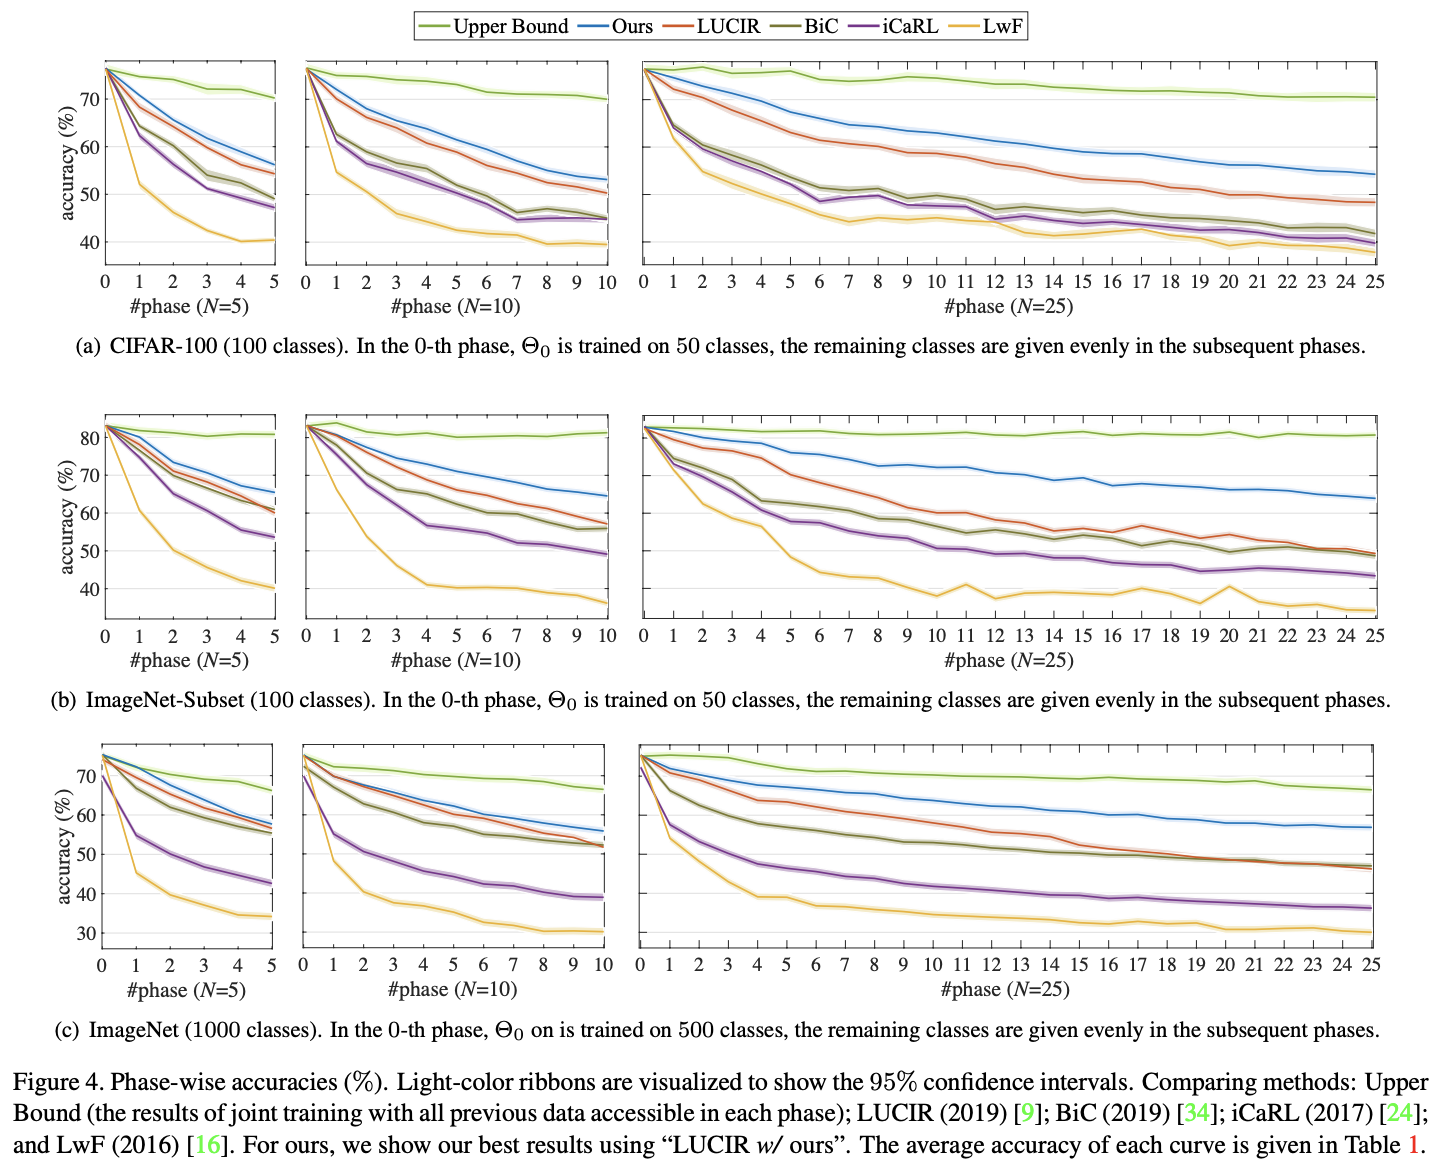 Upper Bound Ours LUCIR BiC iCaRL LwF
accuracy (%)
70
60
50
40
0 1 2 3 4 5
#phase (N=5)
0 1 2 3 4 5 6 7 8 9 10
#phase (N=10)
0 1 2 3 4 5 6 7 8 9 10 11 12 13 14 15 16 17 18 19 20 21 22 23 24 25
#phase (N=25)
(a) CIFAR-100 (100 classes). In the 0-th phase, Θ0 is trained on 50 classes, the remaining classes are given evenly in the subsequent phases.
accuracy (%)
80
70
60
50
40
0 1 2 3 4 5
#phase (N=5)
0 1 2 3 4 5 6 7 8 9 10
#phase (N=10)
0 1 2 3 4 5 6 7 8 9 10 11 12 13 14 15 16 17 18 19 20 21 22 23 24 25
#phase (N=25)
(b) ImageNet-Subset (100 classes). In the 0-th phase, Θ0 is trained on 50 classes, the remaining classes are given evenly in the subsequent phases.
accuracy (%)
70
60
50
40
30
0 1 2 3 4 5
#phase (N=5)
0 1 2 3 4 5 6 7 8 9 10
#phase (N=10)
0 1 2 3 4 5 6 7 8 9 10 11 12 13 14 15 16 17 18 19 20 21 22 23 24 25
#phase (N=25)
(c) ImageNet (1000 classes). In the 0-th phase, Θ0 on is trained on 500 classes, the remaining classes are given evenly in the subsequent phases.
Figure 4. Phase-wise accuracies (%). Light-color ribbons are visualized to show the 95% confidence intervals. Comparing methods: Upper
Bound (the results of joint training with all previous data accessible in each phase); LUCIR (2019) [9]; BiC (2019) [34]; iCaRL (2017) [24];
and LwF (2016) [16]. For ours, we show our best results using “LUCIR w/ ours”. The average accuracy of each curve is given in Table 1.